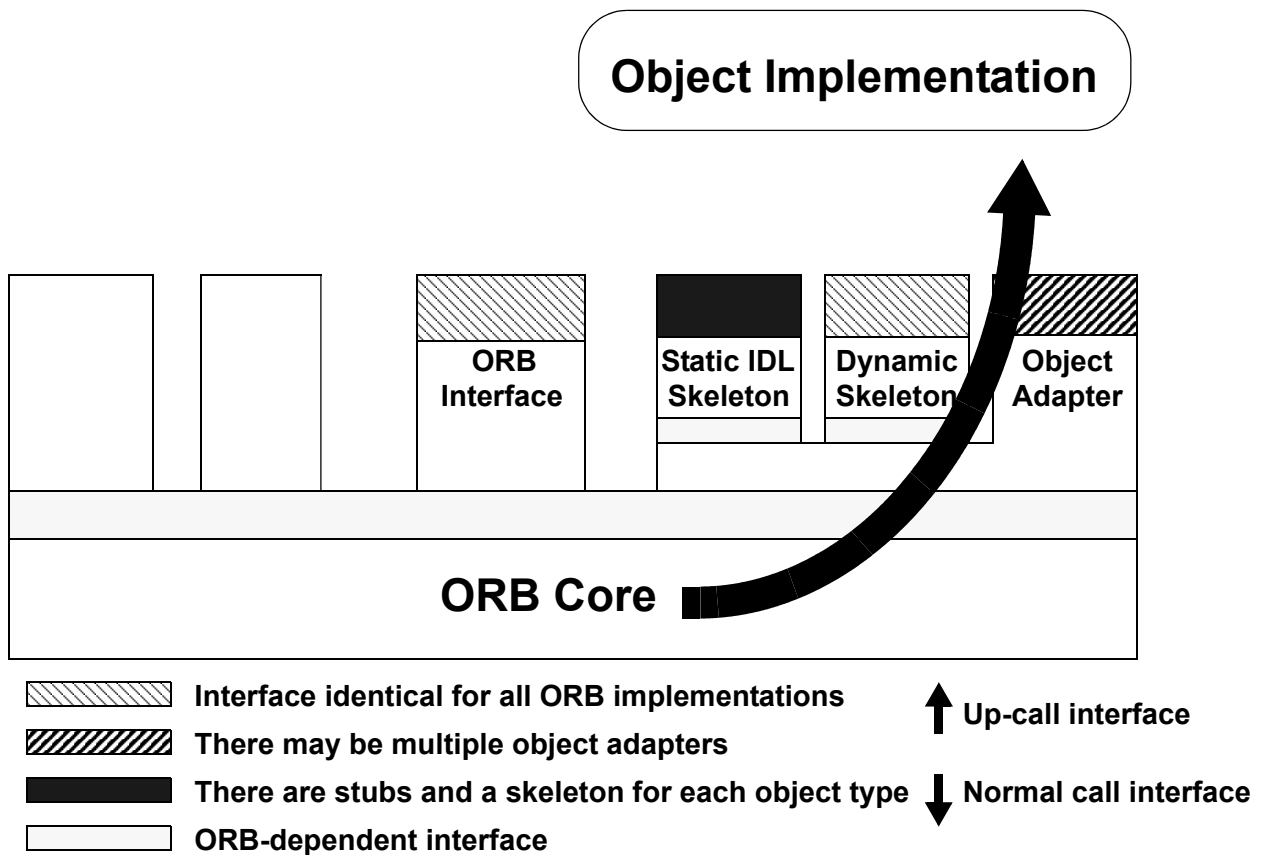 Object Implementation
ORB
Interface
Static IDL
Skeleton
Dynamic
Skeleton
Object
Adapter
ORB Core
Interface identical for all ORB implementations
There may be multiple object adapters
There are stubs and a skeleton for each object type
ORB-dependent interface
Up-call interface
Normal call interface